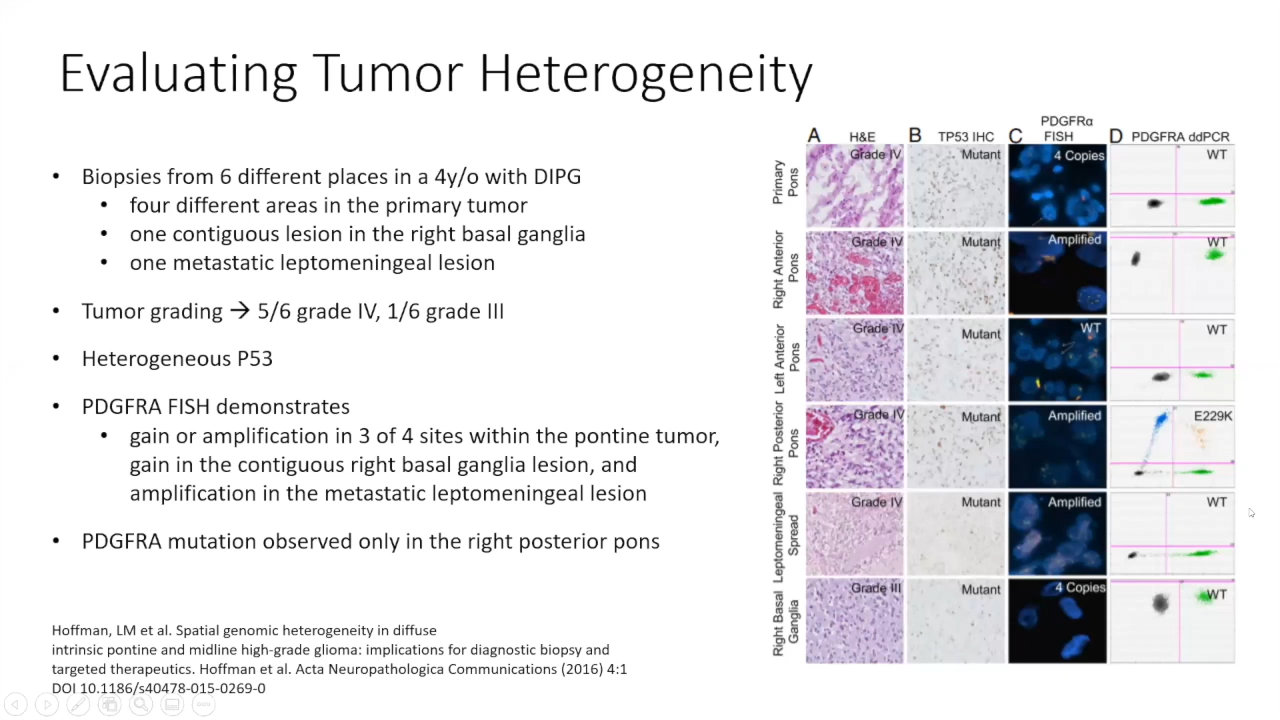 Evaluating Tumor Heterogeneity
• Biopsies from 6 different places in a 4y/o with DIPG
• four different areas in the primary tumor
• one contiguous lesion in the right basal ganglia
• one metastatic leptomeningeal lesion
• Tumor grading → 5/6 grade IV, 1/6 grade III
• Heterogeneous P53
• PDGFRA FISH demonstrates
• gain or amplification in 3 of 4 sites within the pontine tumor,
gain in the contiguous right basal ganglia lesion, and
amplification in the metastatic leptomeningeal lesion
• PDGFRA mutation observed only in the right posterior pons
Hoffman, LM et al. Spatial genomic heterogeneity in diffuse
intrinsic pontine and midline high-grade glioma: implications for diagnostic biopsy and
targeted therapeutics. Hoffman et al. Acta Neuropathologica Communications (2016) 4:1
DOI 10.1186/s40478-015-0269-0
A H&E B TP53 IHC C PDGFRα
FISH D PDGFRA ddPCR
Primary
Pons
Grade IV Mutant 4 Copies WT
Right Anterior
Pons
Grade IV Mutant Amplified WT
Left Anterior
Pons
Grade IV Mutant WT WT
Right Posterior
Pons
Grade IV Mutant Amplified E229K
Leptomeningeal
Spread
Grade IV Mutant Amplified WT
Right Basal
Ganglia
Grade III Mutant 4 Copies WT